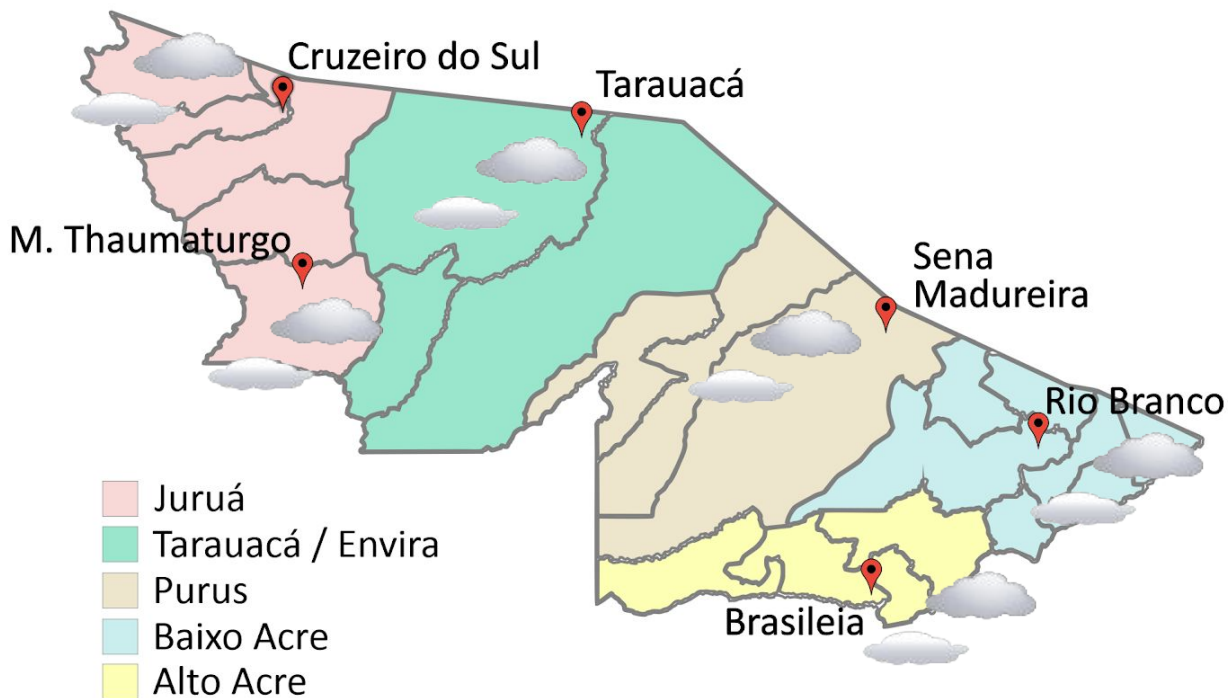 Cruzeiro do Sul
Tarauacá
M. Thaumaturgo
Sena
Madureira
Rio Branco
Brasileia
Juruá
Tarauacá / Envira
Purus
Baixo Acre
Alto Acre